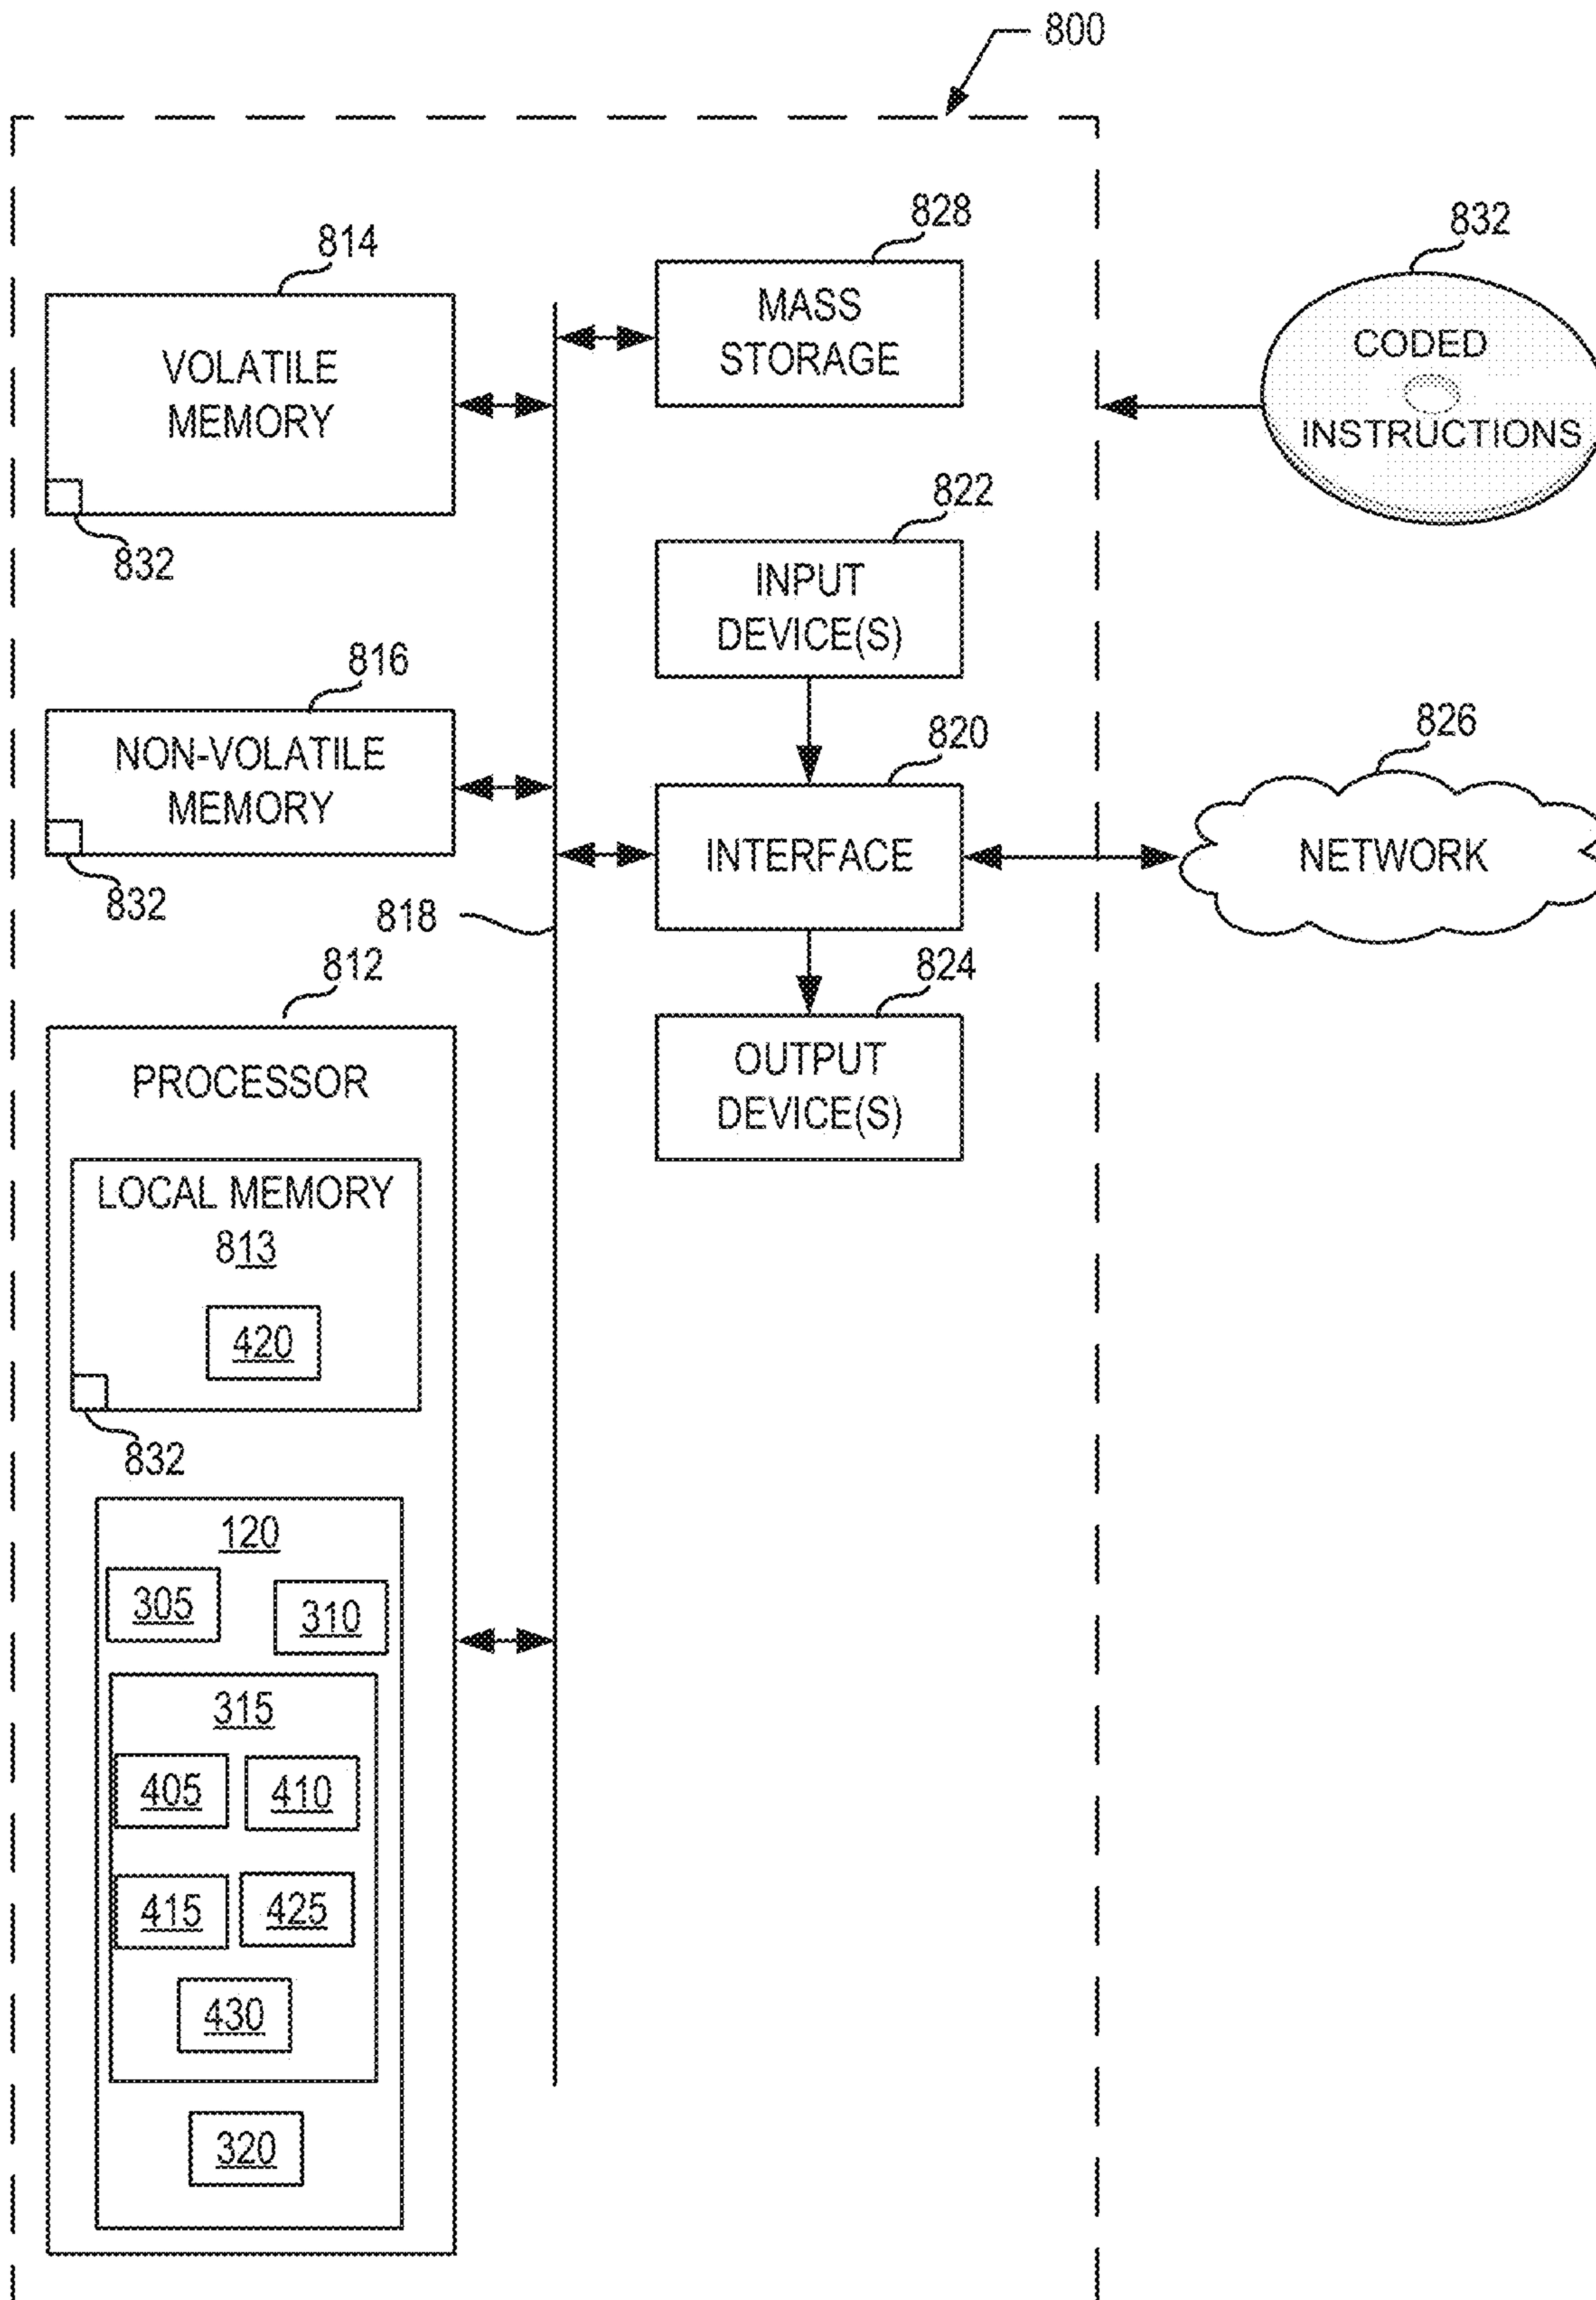 800
828
832
814
MASS
STORAGE
CODED
INSTRUCTIONS
VOLATILE
MEMORY
832
822
INPUT
DEVICE(S)
816
NON-VOLATILE
MEMORY
832
820
826
INTERFACE
NETWORK
818
812
824
OUTPUT
DEVICE(S)
PROCESSOR
LOCAL MEMORY
813
420
832
120
305
310
315
405
410
415
425
430
320